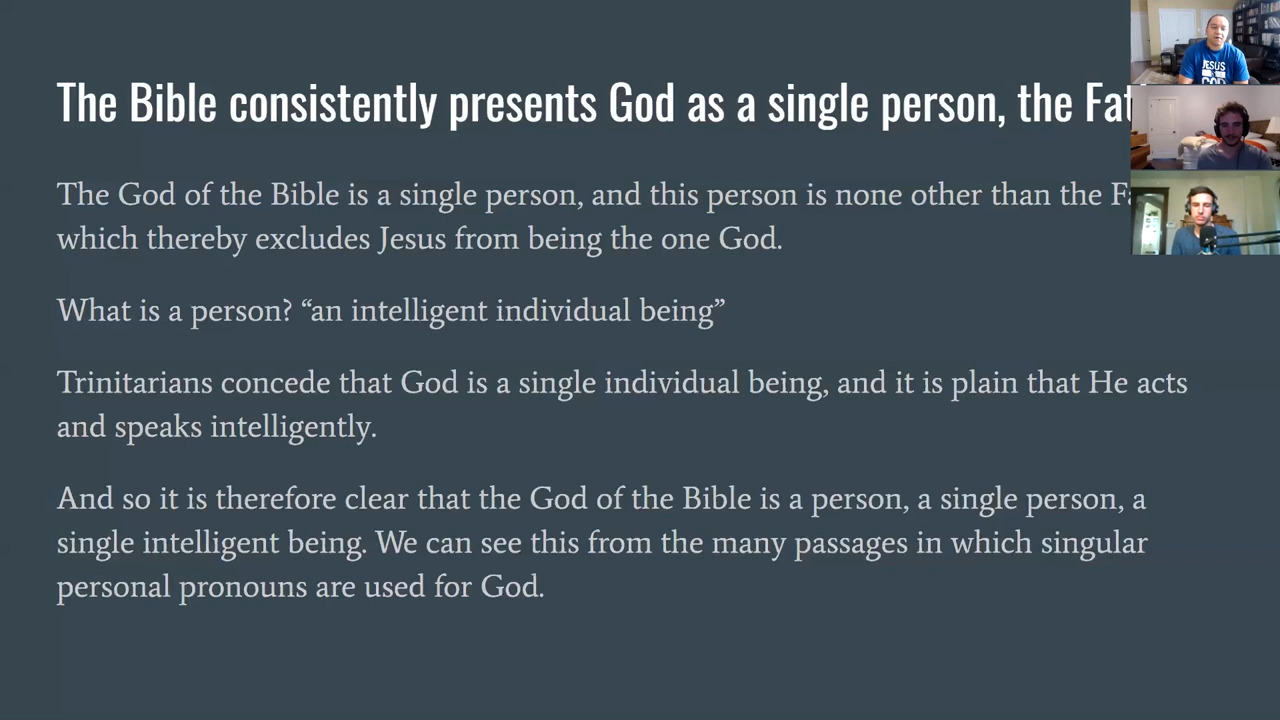 The Bible consistently presents God as a single person, the
The God of the Bible is a single person, and this person is none other than the
which thereby excludes Jesus from being the one God.
What is a person? “an intelligent individual being”
Trinitarians concede that God is a single individual being, and it is plain that He acts
and speaks intelligently.
And so it is therefore clear that the God of the Bible is a person, a single person, a
single intelligent being. We can see this from the many passages in which singular
personal pronouns are used for God.
JESUS
GOD